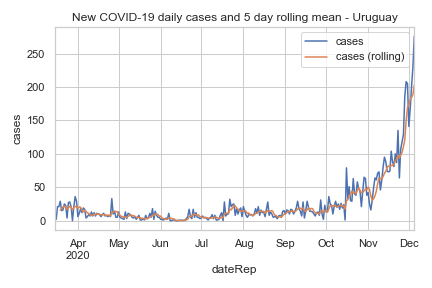 New COVID-19 daily cases and 5 day rolling mean - Uruguay
cases
cases (rolling)
250
200
150
100
50
0
cases
Apr May Jun Jul Aug Sep Oct Nov Dec
2020
dateRep